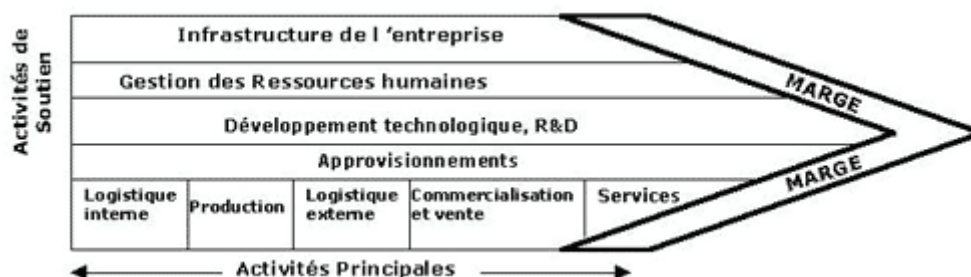 Activités de
Soutien
Infrastructure de l 'entreprise
Gestion des Ressources humaines
Développement technologique, R&D
Approvisionnements
Logistique
interne
Production
Logistique
externe
Commercialisation
et vente
Services
MARGE
MARGE
Activités Principales